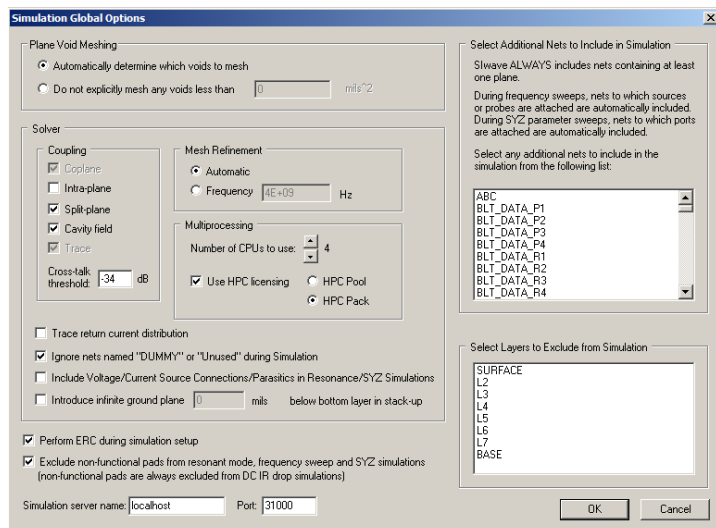 Simulation Global Options
Plane Void Meshing
Automatically determine which voids to mesh
Do not explicitly mesh any voids less than 0 mils^2
Solver
Coupling
Coplane
Intra-plane
Split-plane
Cavity field
Trace
Cross-talk
threshold: -34 dB
Mesh Refinement
Automatic
Frequency 4E+09 Hz
Multiprocessing
Number of CPUs to use: 4
Use HPC licensing HPC Pool
HPC Pack
Trace return current distribution
Ignore nets named "DUMMY" or "Unused" during Simulation
Include Voltage/Current Source Connections/Parasitics in Resonance/SYZ Simulations
Introduce infinite ground plane 0 mils below bottom layer in stack-up
Perform ERC during simulation setup
Exclude non-functional pads from resonant mode, frequency sweep and SYZ simulations
(non-functional pads are always excluded from DC IR drop simulations)
Simulation server name: localhost Port: 31000
Select Additional Nets to Include in Simulation
SIwave ALWAYS includes nets containing at least
one plane.
During frequency sweeps, nets to which sources
or probes are attached are automatically included.
During SYZ parameter sweeps, nets to which ports
are attached are automatically included.
Select any additional nets to include in the
simulation from the following list:
ABC
BLT_DATA_P1
BLT_DATA_P2
BLT_DATA_P3
BLT_DATA_P4
BLT_DATA_R1
BLT_DATA_R2
BLT_DATA_R3
BLT_DATA_R4
Select Layers to Exclude from Simulation
SURFACE
L2
L3
L4
L5
L6
L7
BASE
OK Cancel